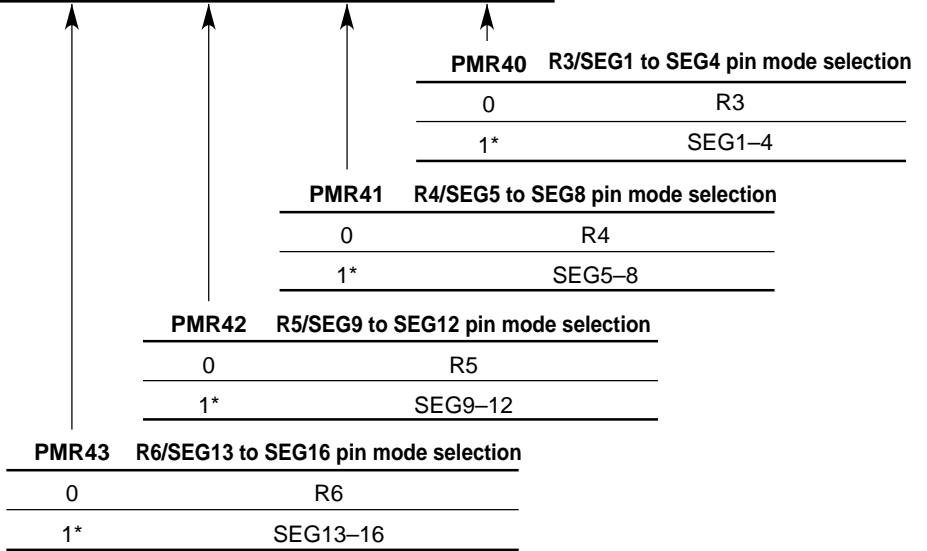 PMR40 R3/SEG1 to SEG4 pin mode selection
0 R3
1* SEG1–4
PMR41 R4/SEG5 to SEG8 pin mode selection
0 R4
1* SEG5–8
PMR42 R5/SEG9 to SEG12 pin mode selection
0 R5
1* SEG9–12
PMR43 R6/SEG13 to SEG16 pin mode selection
0 R6
1* SEG13–16